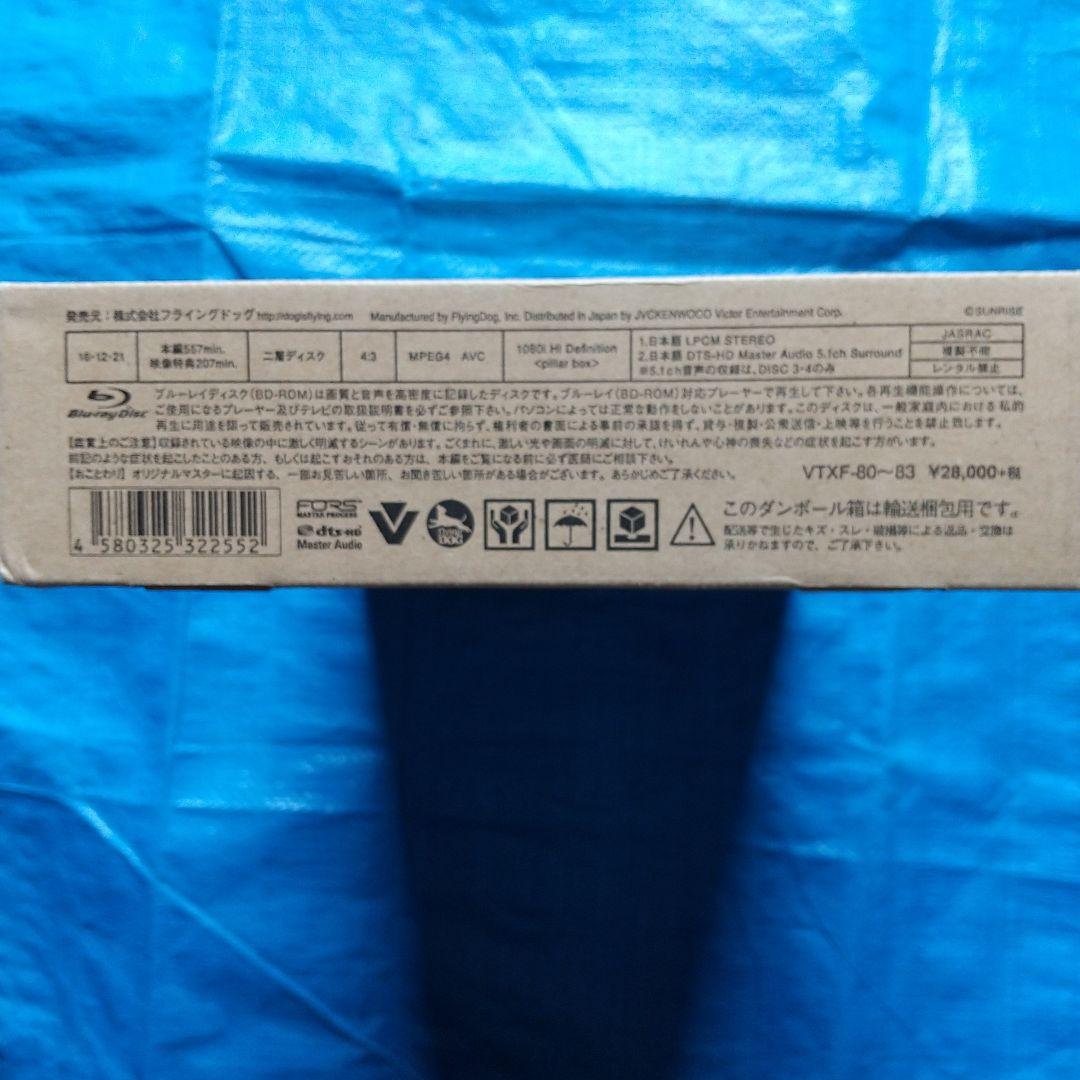 発売元：株式会社フライングドッグ http://dogisflying.com Manufactured by FlyingDog, Inc. Distributed in Japan by JVCKENWOOD Victor Entertainment Corp. ©SUNRISE
16・12・21
本編557min.
映像特典207min.
二層ディスク
4:3
MPEG4 AVC
1080i Hi Definition
<pillar box>
1.日本語 LPCM STEREO
2.日本語 DTS-HD Master Audio 5.1ch Surround
※5.1ch音声の収録は、DISC 3・4のみ
JASRAC
複製不能
レンタル禁止
Blu-ray Disc
ブルーレイディスク(BD-ROM)は画質と音声を高密度に記録したディスクです。ブルーレイ(BD-ROM)対応プレーヤーで再生して下さい。各再生機能操作については、
ご使用になるプレーヤー及びテレビの取扱説明書を必ずご参照下さい。パソコンによっては正常な動作をしないことがあります。このディスクは、一般家庭内における私的
再生に用途を限って販売されています。従って有償・無償に拘らず、権利者の書面による事前の承諾を得ず、貸与・複製・公衆送信・上映等を行うことを禁止致します。
【鑑賞上のご注意】収録されている映像の中に激しく明滅するシーンがあります。ごくまれに、激しい光や画面の明滅に対して、けいれんや心神の喪失などの症状を起こす方がいます。
前記のような症状を起こしたことのある方、もしくは起こすおそれのある方は、本編をご覧になる前に必ず医師にご相談下さい。
【おことわり】オリジナルマスターに起因する、一部お見苦しい箇所、お聞き苦しい箇所がある場合がございます。あらかじめご了承ください。
VTXF-80〜83 ¥28,000+税
4 580325 322552
FORS
MASTER PROCESS
dts-HD
Master Audio
このダンボール箱は輸送梱包用です。
配送等で生じたキズ・スレ・破損等による返品・交換は
承りかねますので、ご了承下さい。